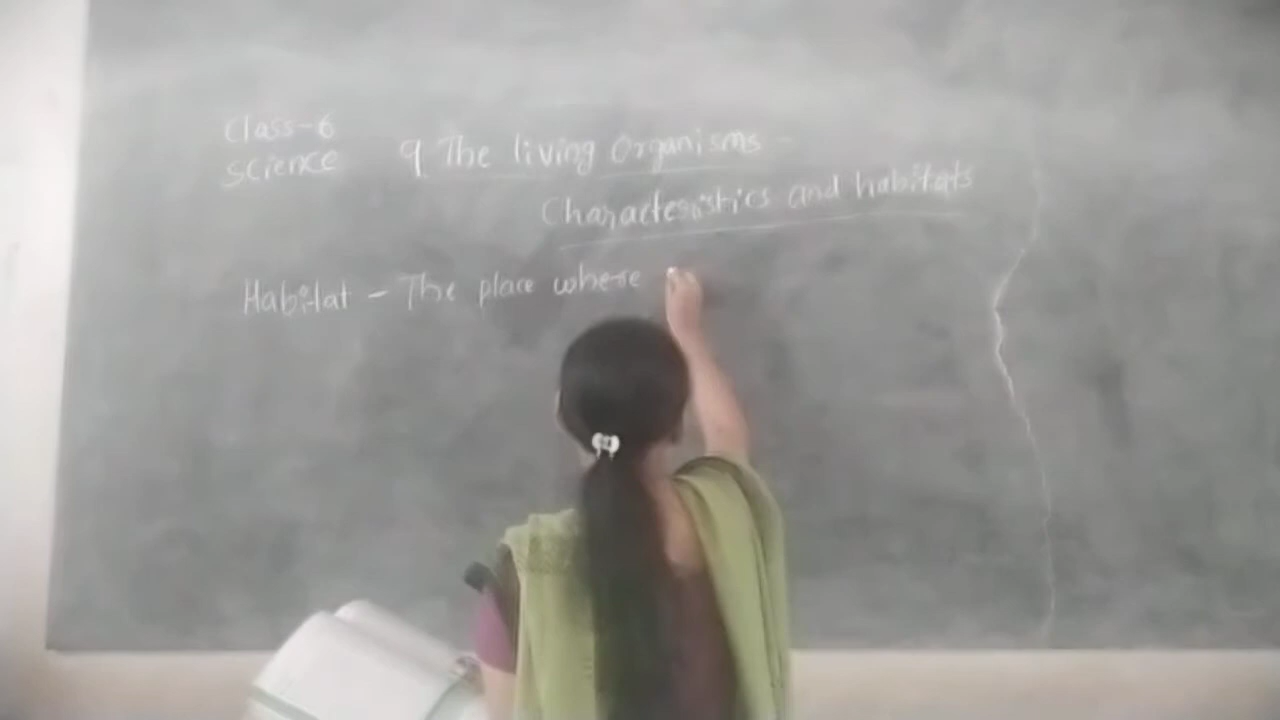 Class-6
Science
9 The living Organisms -
Characteristics and habitats
Habitat - The place where